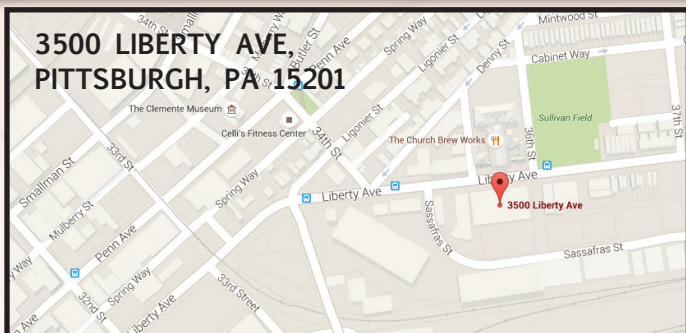 3500 LIBERTY AVE,
PITTSBURGH, PA 15201
34th St
Butler St
Penn Ave
Spring Way
Ligonier St
Denny St
Mintwood St
Cabinet Way
37th St
The Clemente Museum
Celli's Fitness Center
34th St
Ligonier St
The Church Brew Works
36th St
Sullivan Field
33rd St
Smallman St
Spring Way
Mulberry St
Liberty Ave
Liberty Ave
3500 Liberty Ave
Sassafras St
Sassafras St
Penn Ave
Way
Spring Way
33rd Street
32nd St
Liberty Ave
Ave